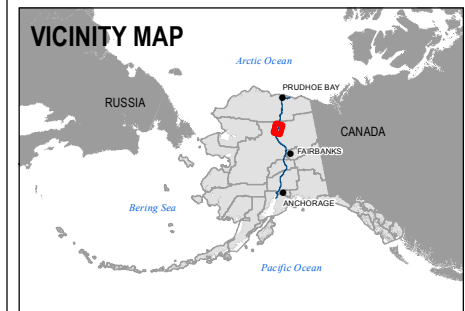 VICINITY MAP
Arctic Ocean
PRUDHOE BAY
RUSSIA
CANADA
FAIRBANKS
ANCHORAGE
Bering Sea
Pacific Ocean